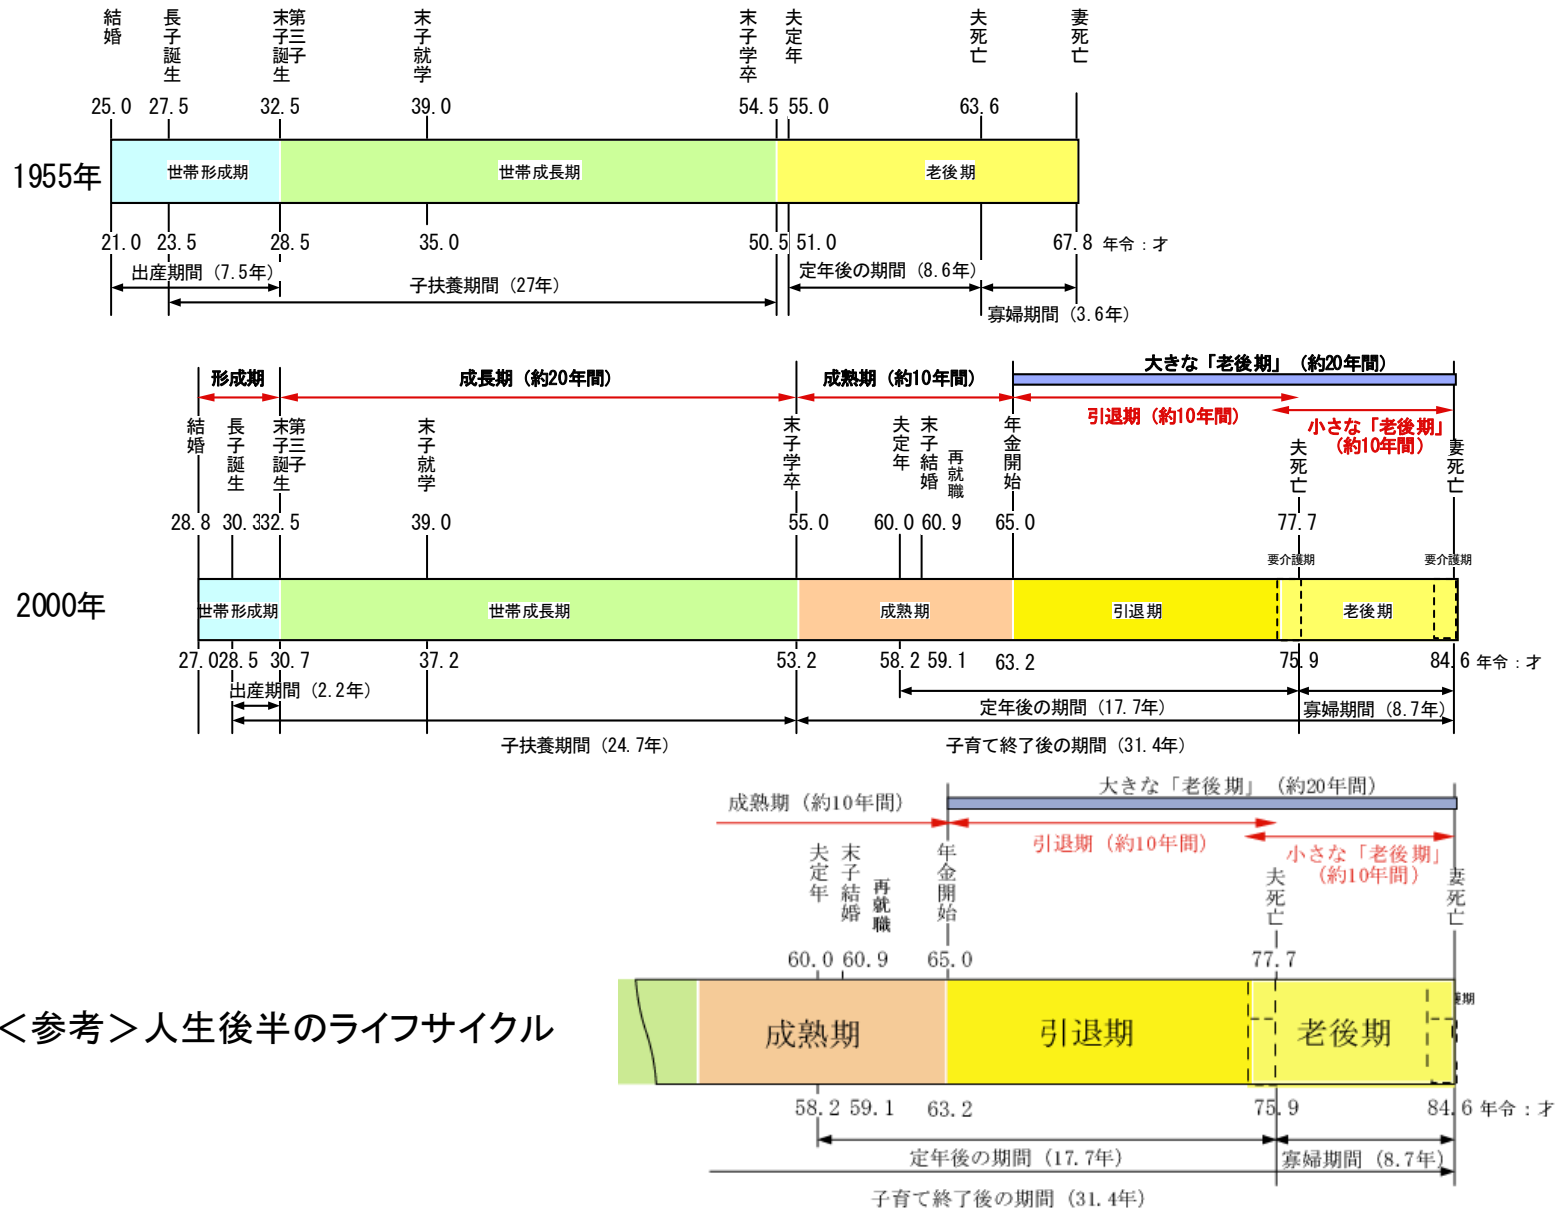 結婚
長子誕生
第三子
末子誕生
末子就学
末子学卒
夫定年
夫死亡
妻死亡
25.0 27.5 32.5 39.0 54.5 55.0 63.6
1955年
世帯形成期 世帯成長期 老後期
21.0 23.5 28.5 35.0 50.5 51.0 67.8 年令：才
出産期間（7.5年） 子扶養期間（27年） 定年後の期間（8.6年）
寡婦期間（3.6年）
大きな「老後期」（約20年間）
形成期 成長期（約20年間） 成熟期（約10年間）
引退期（約10年間）
小さな「老後期」
（約10年間）
結婚
長子誕生
第三子
末子誕生
末子就学
末子学卒
夫定年
末子結婚
再就職
年金開始
夫死亡
妻死亡
28.8 30.3 32.5 39.0 55.0 60.0 60.9 65.0 77.7
要介護期 要介護期
2000年
世帯形成期 世帯成長期 成熟期 引退期 老後期
27.0 28.5 30.7 37.2 53.2 58.2 59.1 63.2 75.9 84.6 年令：才
出産期間（2.2年） 定年後の期間（17.7年） 寡婦期間（8.7年）
子扶養期間（24.7年） 子育て終了後の期間（31.4年）
大きな「老後期」（約20年間）
成熟期（約10年間）
引退期（約10年間）
小さな「老後期」
（約10年間）
夫定年
末子結婚
再就職
年金開始
夫死亡
妻死亡
60.0 60.9 65.0 77.7
＜参考＞人生後半のライフサイクル
成熟期 引退期 老後期
58.2 59.1 63.2 75.9 84.6 年令：才
定年後の期間（17.7年） 寡婦期間（8.7年）
子育て終了後の期間（31.4年）